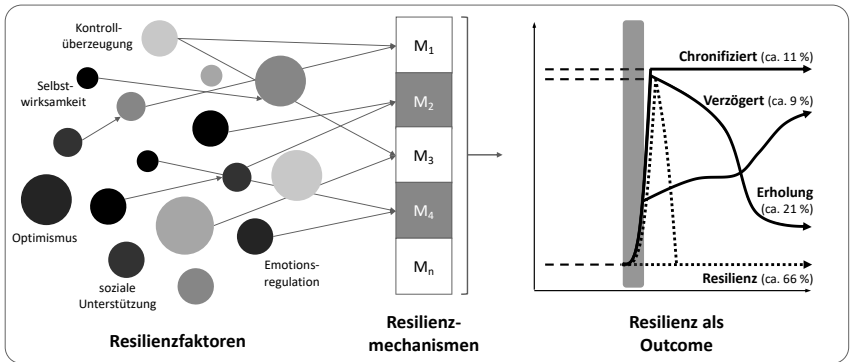 Kontroll-
überzeugung
Selbst-
wirksamkeit
Optimismus
soziale
Unterstützung
Emotions-
regulation
Resilienzfaktoren
M1
M2
M3
M4
Mn
Resilienz-
mechanismen
Chronifiziert (ca. 11 %)
Verzögert (ca. 9 %)
Erholung
(ca. 21 %)
Resilienz (ca. 66 %)
Resilienz als
Outcome